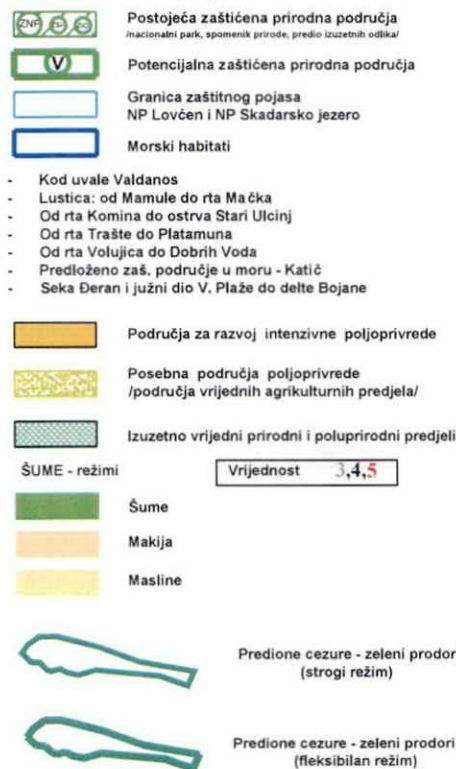 ZNP
Postojeća zaštićena prirodna područja
/nacionalni park, spomenik prirode, predio izuzetnih odlika/
V
Potencijalna zaštićena prirodna područja
Granica zaštitnog pojasa
NP Lovćen i NP Skadarsko jezero
Morski habitati
- Kod uvale Valdanos
- Lustica: od Mamule do rta Mačka
- Od rta Komina do ostrva Stari Ulcinj
- Od rta Trašte do Platamuna
- Od rta Volujica do Dobrih Voda
- Predloženo zaš. područje u moru - Katič
- Seka Đeran i južni dio V. Plaže do delte Bojane
Područja za razvoj intenzivne poljoprivrede
Posebna područja poljoprivrede
/područja vrijednih agrikulturnih predjela/
Izuzetno vrijedni prirodni i poluprirodni predjeli
ŠUME - režimi Vrijednost 3,4,5
Šume
Makija
Masline
Predione cezure - zeleni prodor
(strogi režim)
Predione cezure - zeleni prodori
(fleksibilan režim)